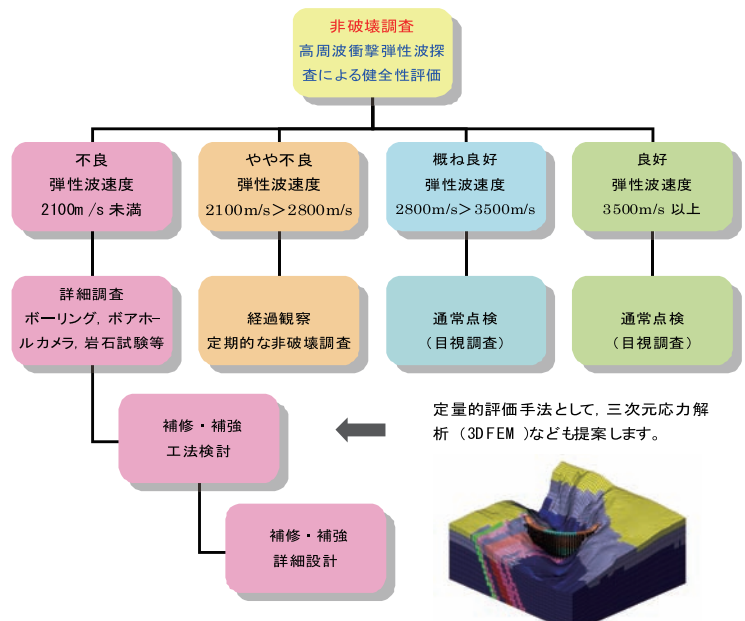 非破壊調査
高周波衝撃弾性波探
査による健全性評価
不良
弾性波速度
2100m/s未満
やや不良
弾性波速度
2100m/s>2800m/s
概ね良好
弾性波速度
2800m/s>3500m/s
良好
弾性波速度
3500m/s 以上
詳細調査
ボーリング,ボアホー
ルカメラ,岩石試験等
経過観察
定期的な非破壊調査
通常点検
(目視調査)
通常点検
(目視調査)
補修・補強
工法検討
定量的評価手法として,三次元応力解
析 (3DFEM )なども提案します。
補修・補強
詳細設計